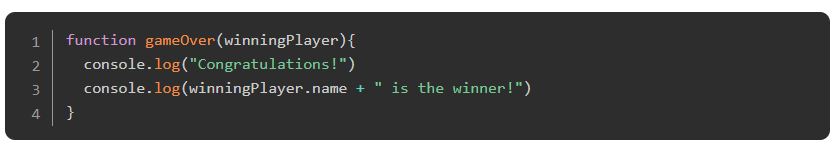 1 function gameOver(winningPlayer){
2   console.log("Congratulations!")
3   console.log(winningPlayer.name + " is the winner!")
4 }